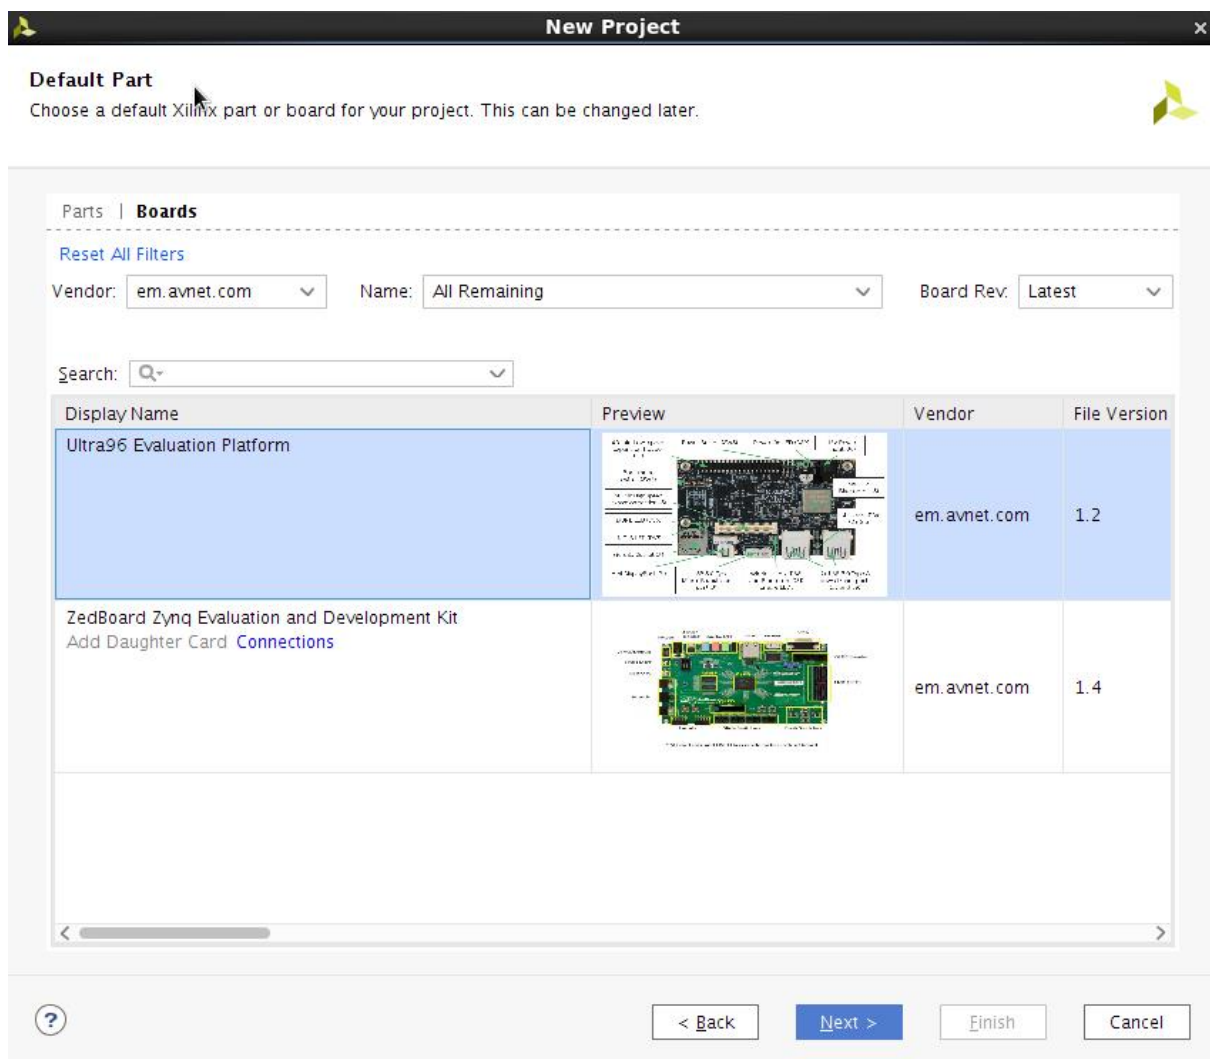 New Project
Default Part
Choose a default Xilinx part or board for your project. This can be changed later.
Parts | Boards
Reset All Filters
Vendor: em.avnet.com Name: All Remaining Board Rev: Latest
Search:
Display Name Preview Vendor File Version
Ultra96 Evaluation Platform
em.avnet.com 1.2
ZedBoard Zynq Evaluation and Development Kit
Add Daughter Card Connections
em.avnet.com 1.4
? < Back Next > Finish Cancel